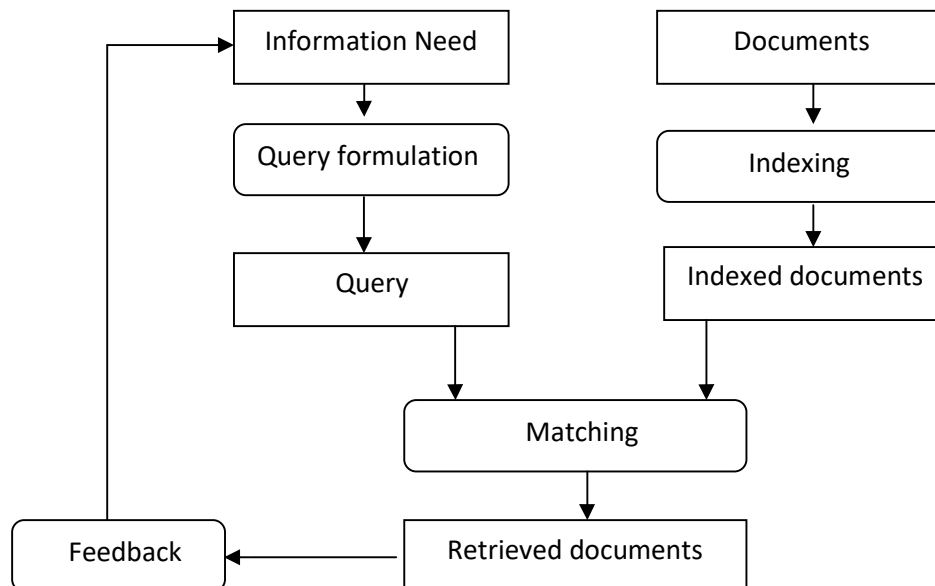 Information Need
Documents
Query formulation
Indexing
Query
Indexed documents
Matching
Feedback
Retrieved documents